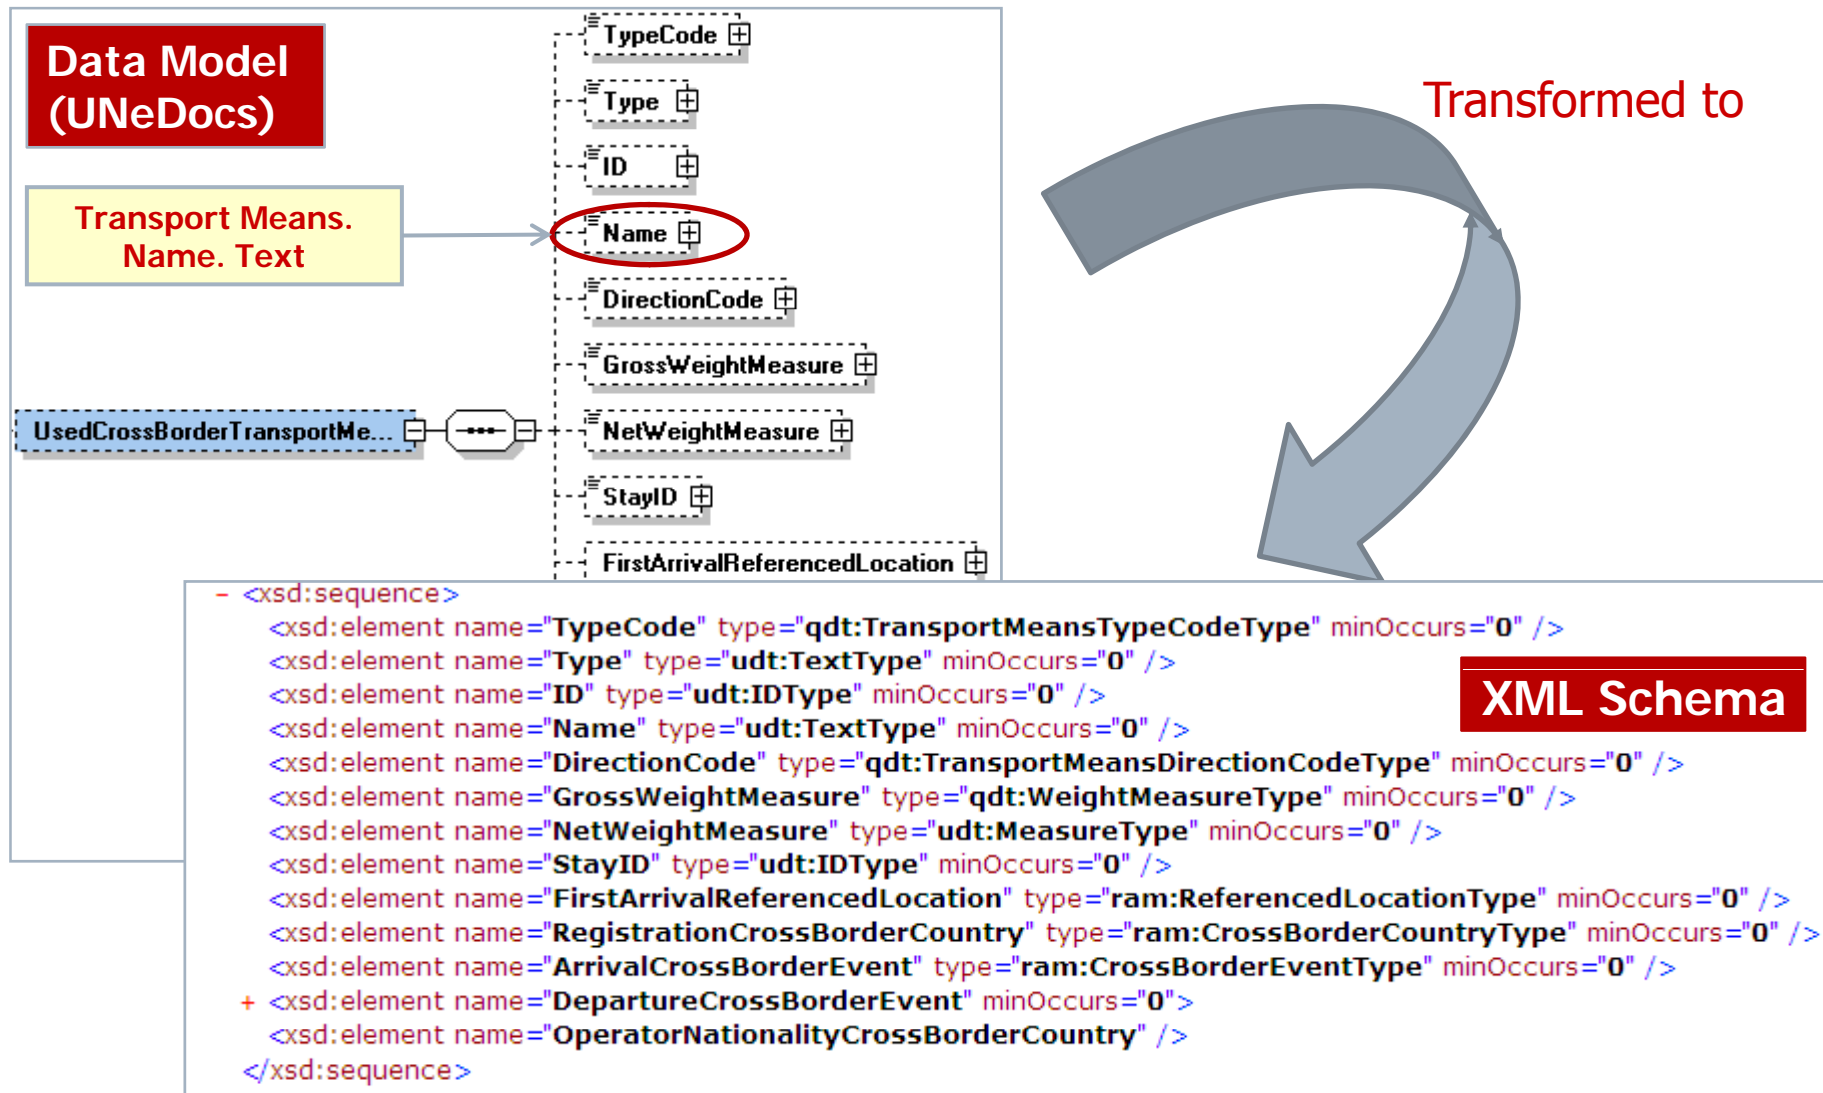 Data Model
(UNeDocs)
Transport Means.
Name. Text
UsedCrossBorderTransportMe...
TypeCode
Type
ID
Name
DirectionCode
GrossWeightMeasure
NetWeightMeasure
StayID
FirstArrivalReferencedLocation
Transformed to
XML Schema
- <xsd:sequence>
<xsd:element name="TypeCode" type="qdt:TransportMeansTypeCodeType" minOccurs="0" />
<xsd:element name="Type" type="udt:TextType" minOccurs="0" />
<xsd:element name="ID" type="udt:IDType" minOccurs="0" />
<xsd:element name="Name" type="udt:TextType" minOccurs="0" />
<xsd:element name="DirectionCode" type="qdt:TransportMeansDirectionCodeType" minOccurs="0" />
<xsd:element name="GrossWeightMeasure" type="qdt:WeightMeasureType" minOccurs="0" />
<xsd:element name="NetWeightMeasure" type="udt:MeasureType" minOccurs="0" />
<xsd:element name="StayID" type="udt:IDType" minOccurs="0" />
<xsd:element name="FirstArrivalReferencedLocation" type="ram:ReferencedLocationType" minOccurs="0" />
<xsd:element name="RegistrationCrossBorderCountry" type="ram:CrossBorderCountryType" minOccurs="0" />
<xsd:element name="ArrivalCrossBorderEvent" type="ram:CrossBorderEventType" minOccurs="0" />
+ <xsd:element name="DepartureCrossBorderEvent" minOccurs="0">
<xsd:element name="OperatorNationalityCrossBorderCountry" />
</xsd:sequence>